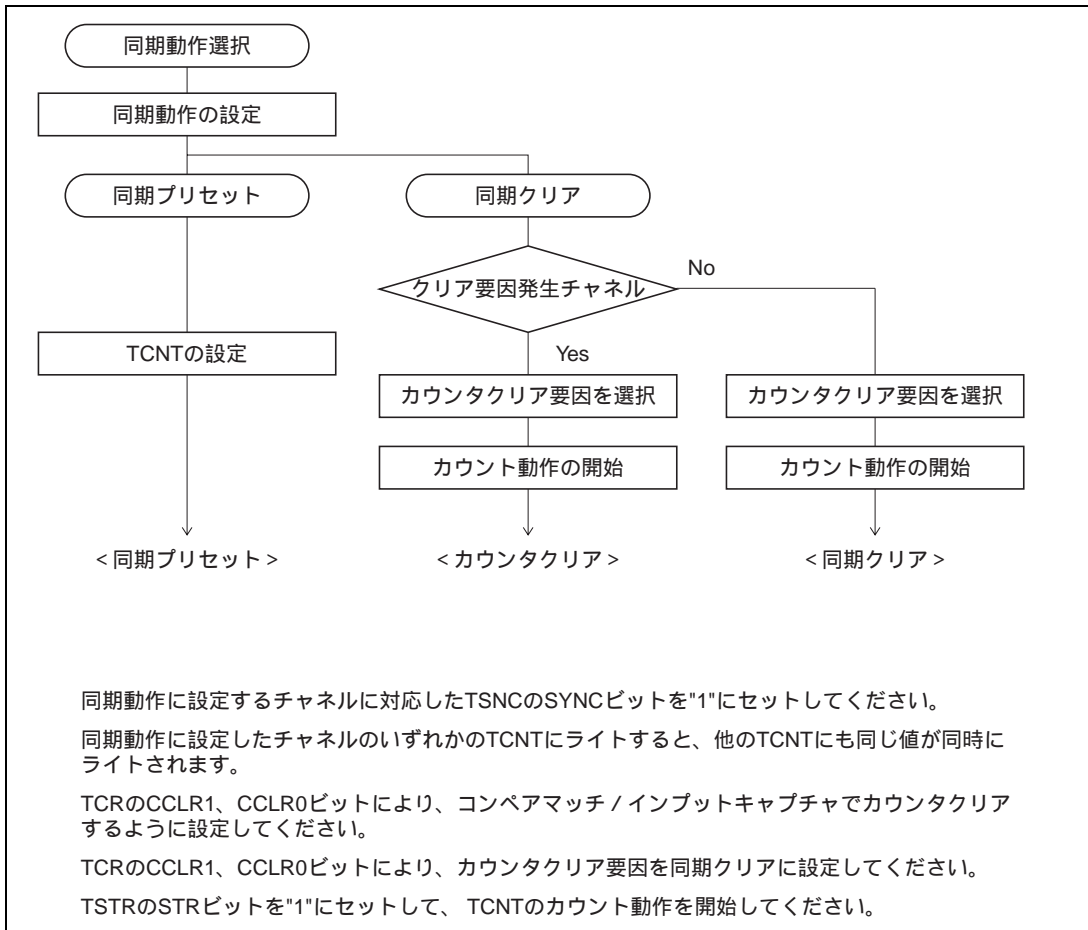 同期動作選択
同期動作の設定
同期プリセット
同期クリア
クリア要因発生チャネル
No
Yes
TCNTの設定
カウンタクリア要因を選択
カウンタクリア要因を選択
カウント動作の開始
カウント動作の開始
<同期プリセット>
<カウンタクリア>
<同期クリア>
同期動作に設定するチャネルに対応したTSNCのSYNCビットを"1"にセットしてください。
同期動作に設定したチャネルのいずれかのTCNTにライトすると、他のTCNTにも同じ値が同時に
ライトされます。
TCRのCCLR1、CCLR0ビットにより、コンペアマッチ/インプットキャプチャでカウンタクリア
するように設定してください。
TCRのCCLR1、CCLR0ビットにより、カウンタクリア要因を同期クリアに設定してください。
TSTRのSTRビットを"1"にセットして、 TCNTのカウント動作を開始してください。